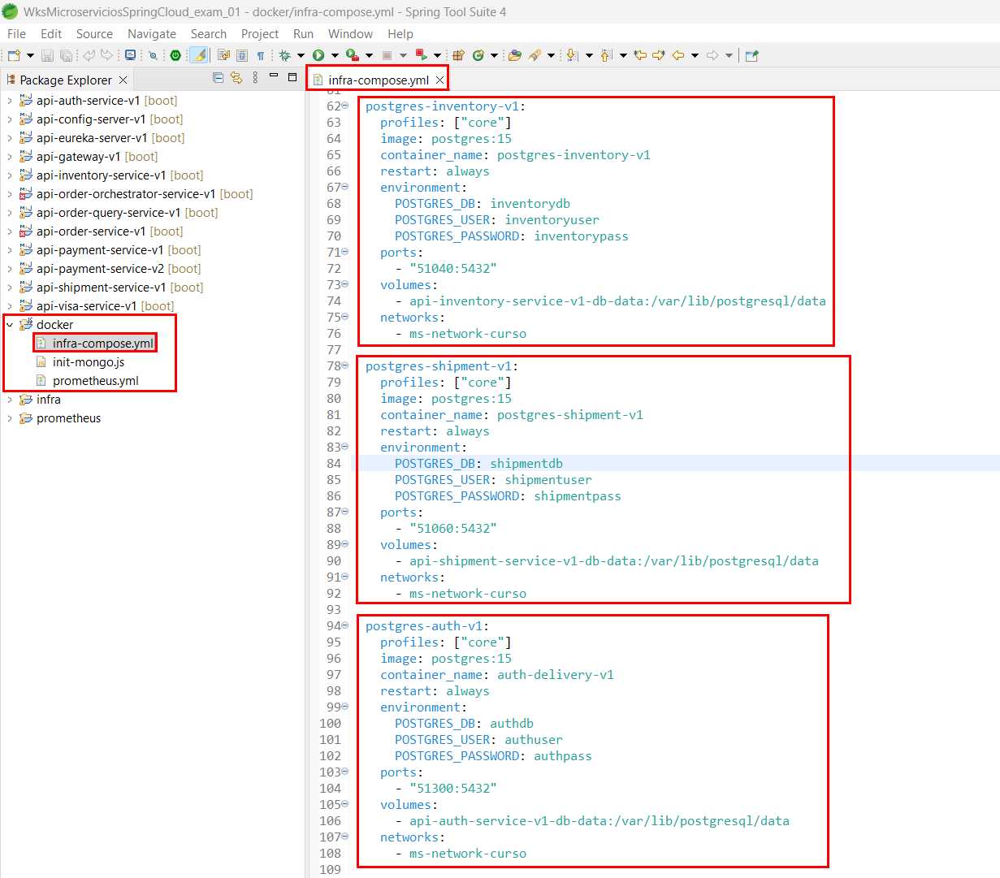 WksMicroserviciosSpringCloud_exam_01 - docker/infra-compose.yml - Spring Tool Suite 4
File Edit Source Navigate Search Project Run Window Help
Package Explorer
api-auth-service-v1 [boot]
api-config-server-v1 [boot]
api-eureka-server-v1 [boot]
api-gateway-v1 [boot]
api-inventory-service-v1 [boot]
api-order-orchestrator-service-v1 [boot]
api-order-query-service-v1 [boot]
api-order-service-v1 [boot]
api-payment-service-v1 [boot]
api-payment-service-v2 [boot]
api-shipment-service-v1 [boot]
api-visa-service-v1 [boot]
docker
infra-compose.yml
init-mongo.js
prometheus.yml
infra
prometheus
infra-compose.yml
61
62 postgres-inventory-v1:
63 profiles: ["core"]
64 image: postgres:15
65 container_name: postgres-inventory-v1
66 restart: always
67 environment:
68 POSTGRES_DB: inventorydb
69 POSTGRES_USER: inventoryuser
70 POSTGRES_PASSWORD: inventorypass
71 ports:
72 - "51040:5432"
73 volumes:
74 - api-inventory-service-v1-db-data:/var/lib/postgresql/data
75 networks:
76 - ms-network-curso
77
78 postgres-shipment-v1:
79 profiles: ["core"]
80 image: postgres:15
81 container_name: postgres-shipment-v1
82 restart: always
83 environment:
84 POSTGRES_DB: shipmentdb
85 POSTGRES_USER: shipmentuser
86 POSTGRES_PASSWORD: shipmentpass
87 ports:
88 - "51060:5432"
89 volumes:
90 - api-shipment-service-v1-db-data:/var/lib/postgresql/data
91 networks:
92 - ms-network-curso
93
94 postgres-auth-v1:
95 profiles: ["core"]
96 image: postgres:15
97 container_name: auth-delivery-v1
98 restart: always
99 environment:
100 POSTGRES_DB: authdb
101 POSTGRES_USER: authuser
102 POSTGRES_PASSWORD: authpass
103 ports:
104 - "51300:5432"
105 volumes:
106 - api-auth-service-v1-db-data:/var/lib/postgresql/data
107 networks:
108 - ms-network-curso
109